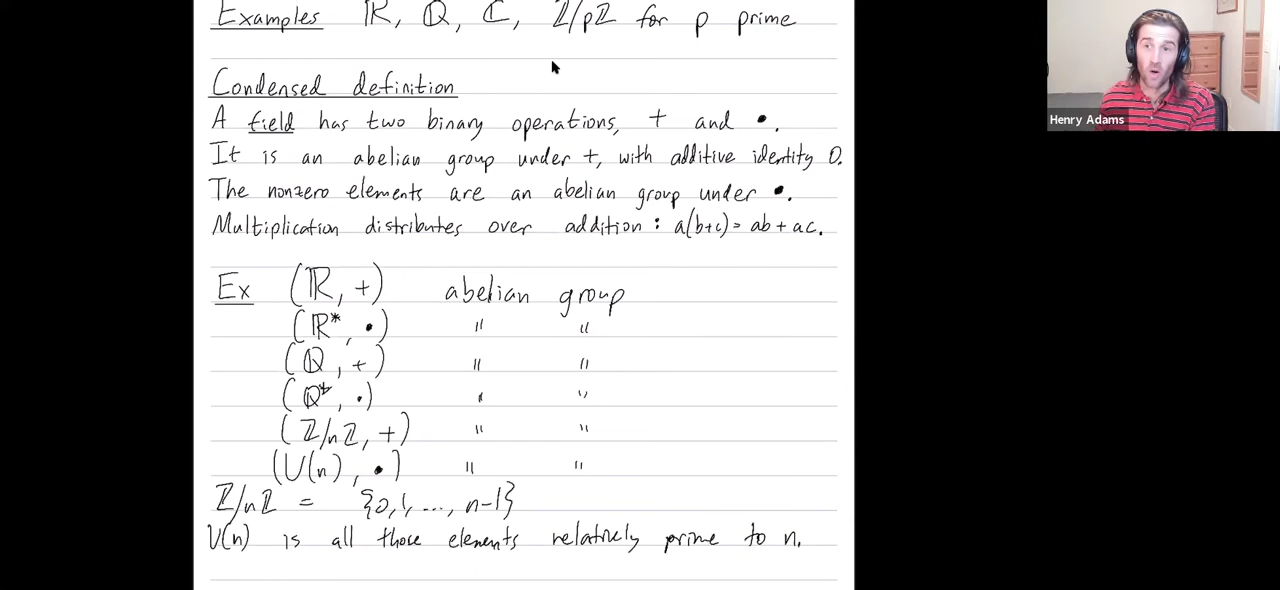 Examples ℝ, ℚ, ℂ, ℤ/pℤ for p prime
Henry Adams
Condensed definition
A field has two binary operations, + and •.
It is an abelian group under +, with additive identity 0.
The nonzero elements are an abelian group under •.
Multiplication distributes over addition : a(b+c) = ab + ac.
Ex (ℝ, +) abelian group
(ℝ*, •) " "
(ℚ, +) " "
(ℚ*, •) " "
(ℤ/nℤ, +) " "
(U(n), •) " "
ℤ/nℤ = {0, 1, ..., n-1}
U(n) is all those elements relatively prime to n.